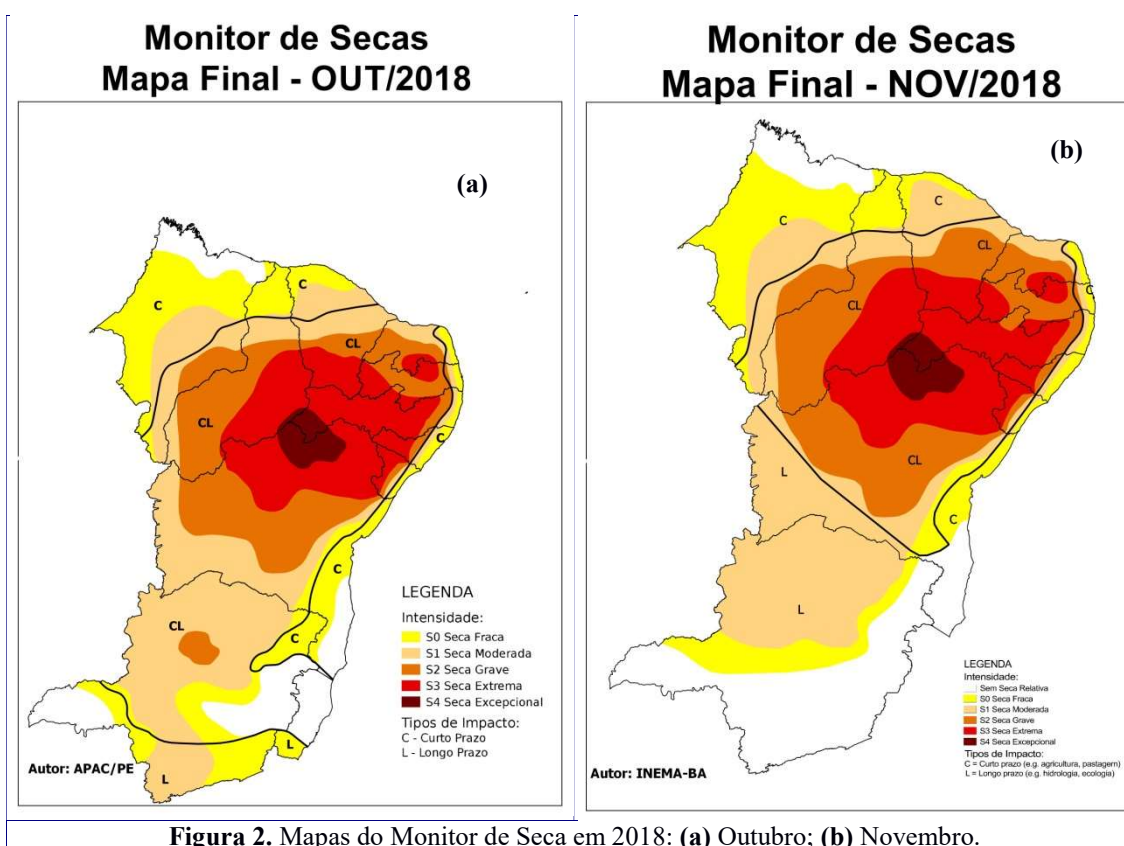 Monitor de Secas
Mapa Final - OUT/2018
(a)
C
C
CL
CL
C
C
CL
C
L
L
LEGENDA
Intensidade:
S0 Seca Fraca
S1 Seca Moderada
S2 Seca Grave
S3 Seca Extrema
S4 Seca Excepcional
Tipos de Impacto:
C - Curto Prazo
L - Longo Prazo
Autor: APAC/PE
Monitor de Secas
Mapa Final - NOV/2018
(b)
C
C
CL
C
CL
CL
L
C
L
LEGENDA
Intensidade:
Sem Seca Relativa
S0 Seca Fraca
S1 Seca Moderada
S2 Seca Grave
S3 Seca Extrema
S4 Seca Excepcional
Tipos de Impacto:
C = Curto prazo (e.g. agricultura, pastagem)
L = Longo prazo (e.g. hidrologia, ecologia)
Autor: INEMA-BA
Figura 2. Mapas do Monitor de Seca em 2018: (a) Outubro; (b) Novembro.